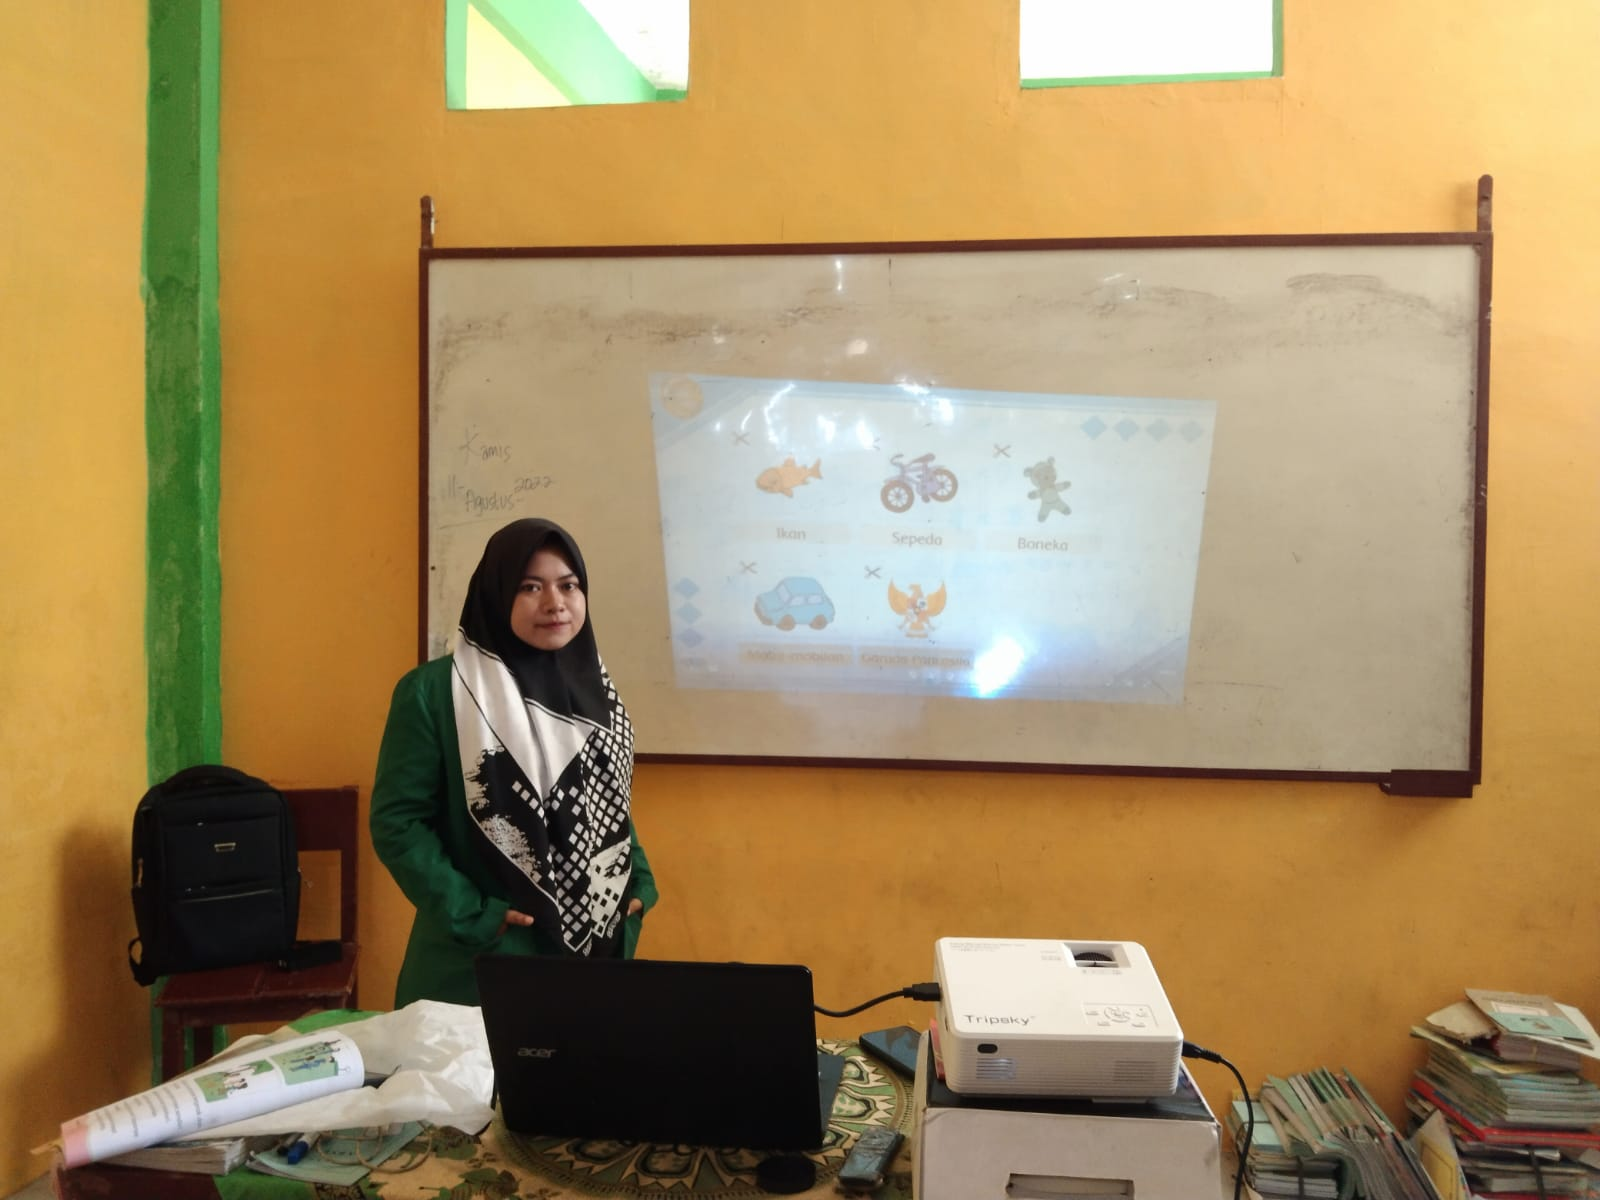 Kamis
11-Agustus-2022
Ikan
Sepeda
Boneka
Mobil-mobilan
Garuda Pancasila
acer
Tripsky